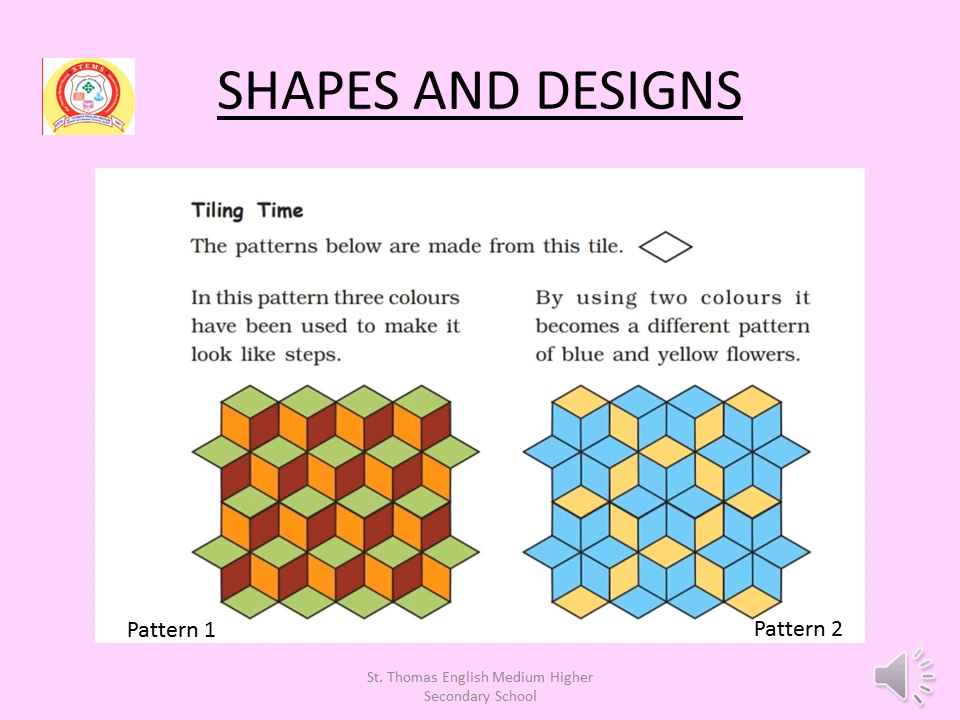 SHAPES AND DESIGNS
STEMS
Tiling Time
The patterns below are made from this tile.
In this pattern three colours
have been used to make it
look like steps.
By using two colours it
becomes a different pattern
of blue and yellow flowers.
Pattern 1
Pattern 2
St. Thomas English Medium Higher
Secondary School